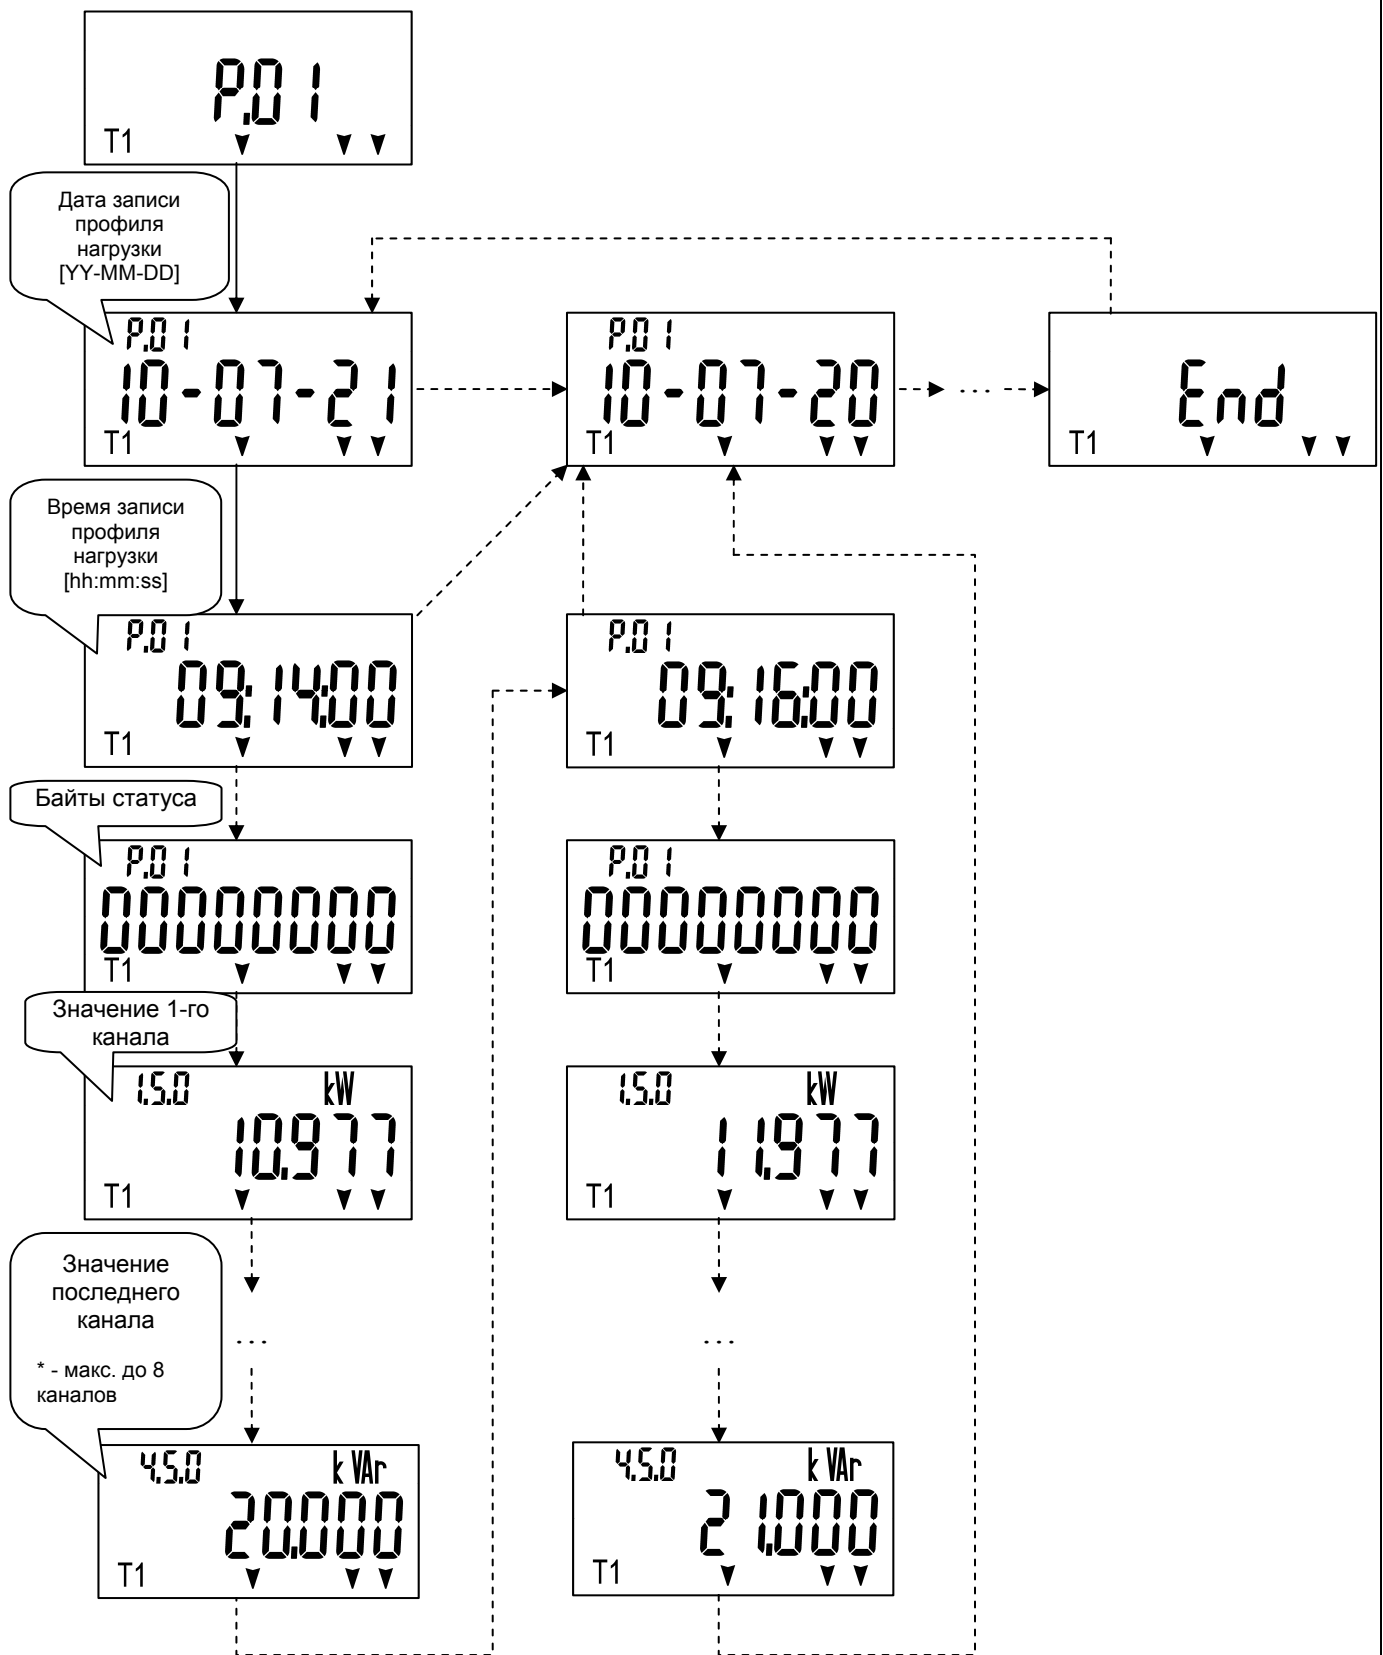 P.01
T1
Дата записи
профиля
нагрузки
[YY-MM-DD]
P.01
10-07-21
T1
P.01
10-07-20
T1
...
End
T1
Время записи
профиля
нагрузки
[hh:mm:ss]
P.01
09:14:00
T1
P.01
09:16:00
T1
Байты статуса
P.01
00000000
T1
P.01
00000000
T1
Значение 1-го
канала
1.5.0 kW
10.977
T1
1.5.0 kW
11.977
T1
Значение
последнего
канала
* - макс. до 8
каналов
...
...
4.5.0 k VAr
20.000
T1
4.5.0 k VAr
21.000
T1